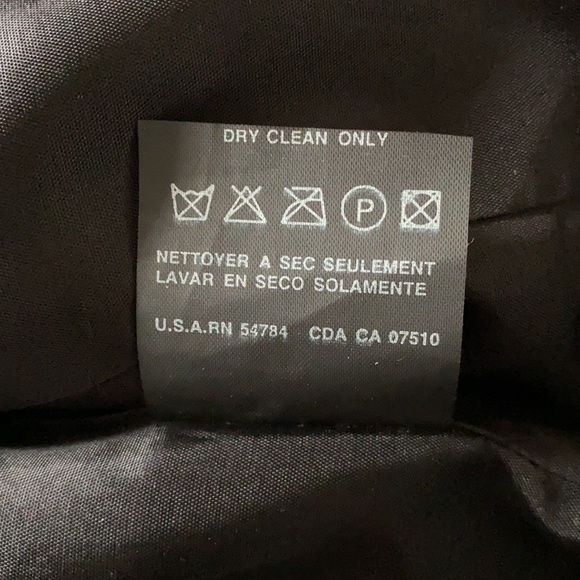 DRY CLEAN ONLY
P
NETTOYER A SEC SEULEMENT
LAVAR EN SECO SOLAMENTE
U.S.A.RN 54784 CDA CA 07510